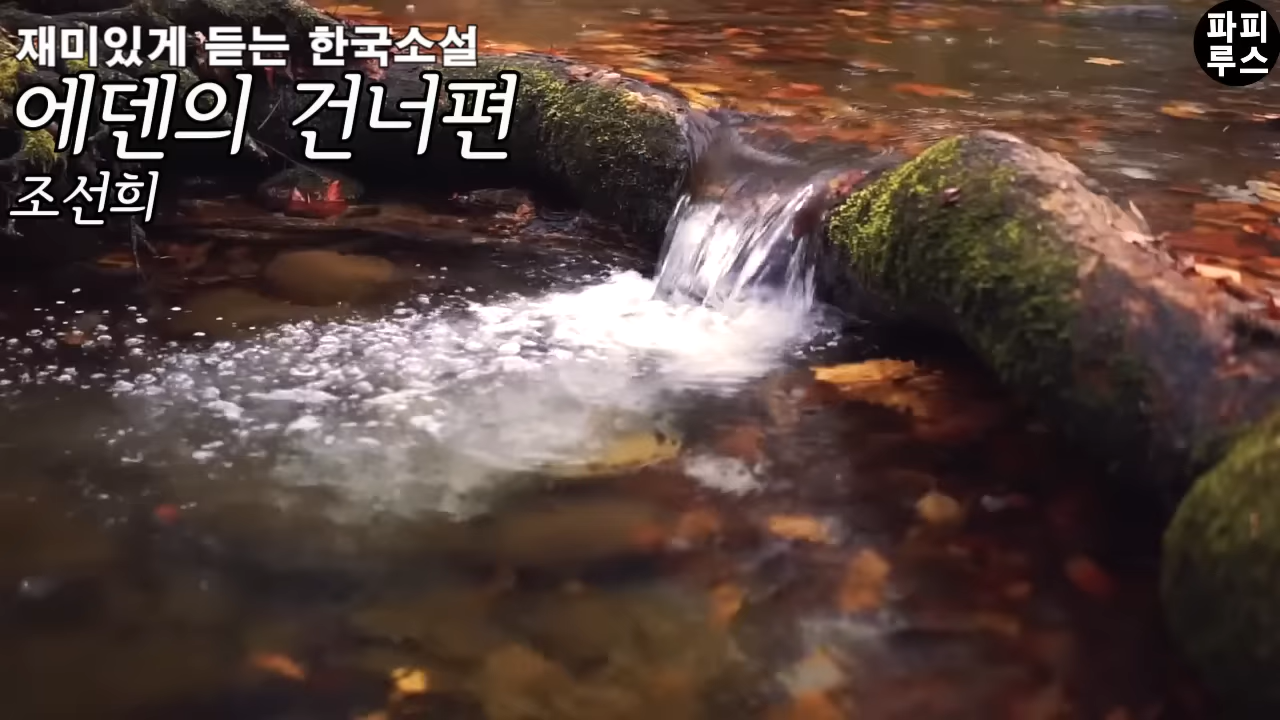 재미있게 듣는 한국소설
에덴의 건너편
조선희
파피
루스